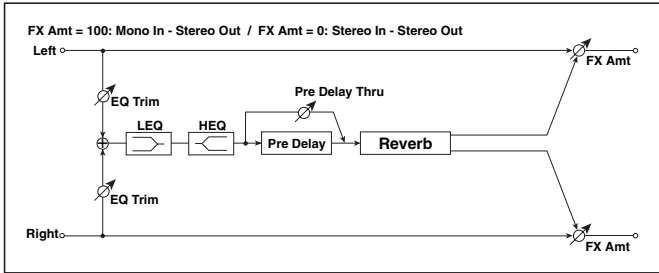 FX Amt = 100: Mono In - Stereo Out / FX Amt = 0: Stereo In - Stereo Out
Left
FX Amt
EQ Trim
Pre Delay Thru
LEQ
HEQ
Pre Delay
Reverb
EQ Trim
Right
FX Amt